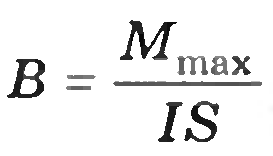 B = M_max / IS